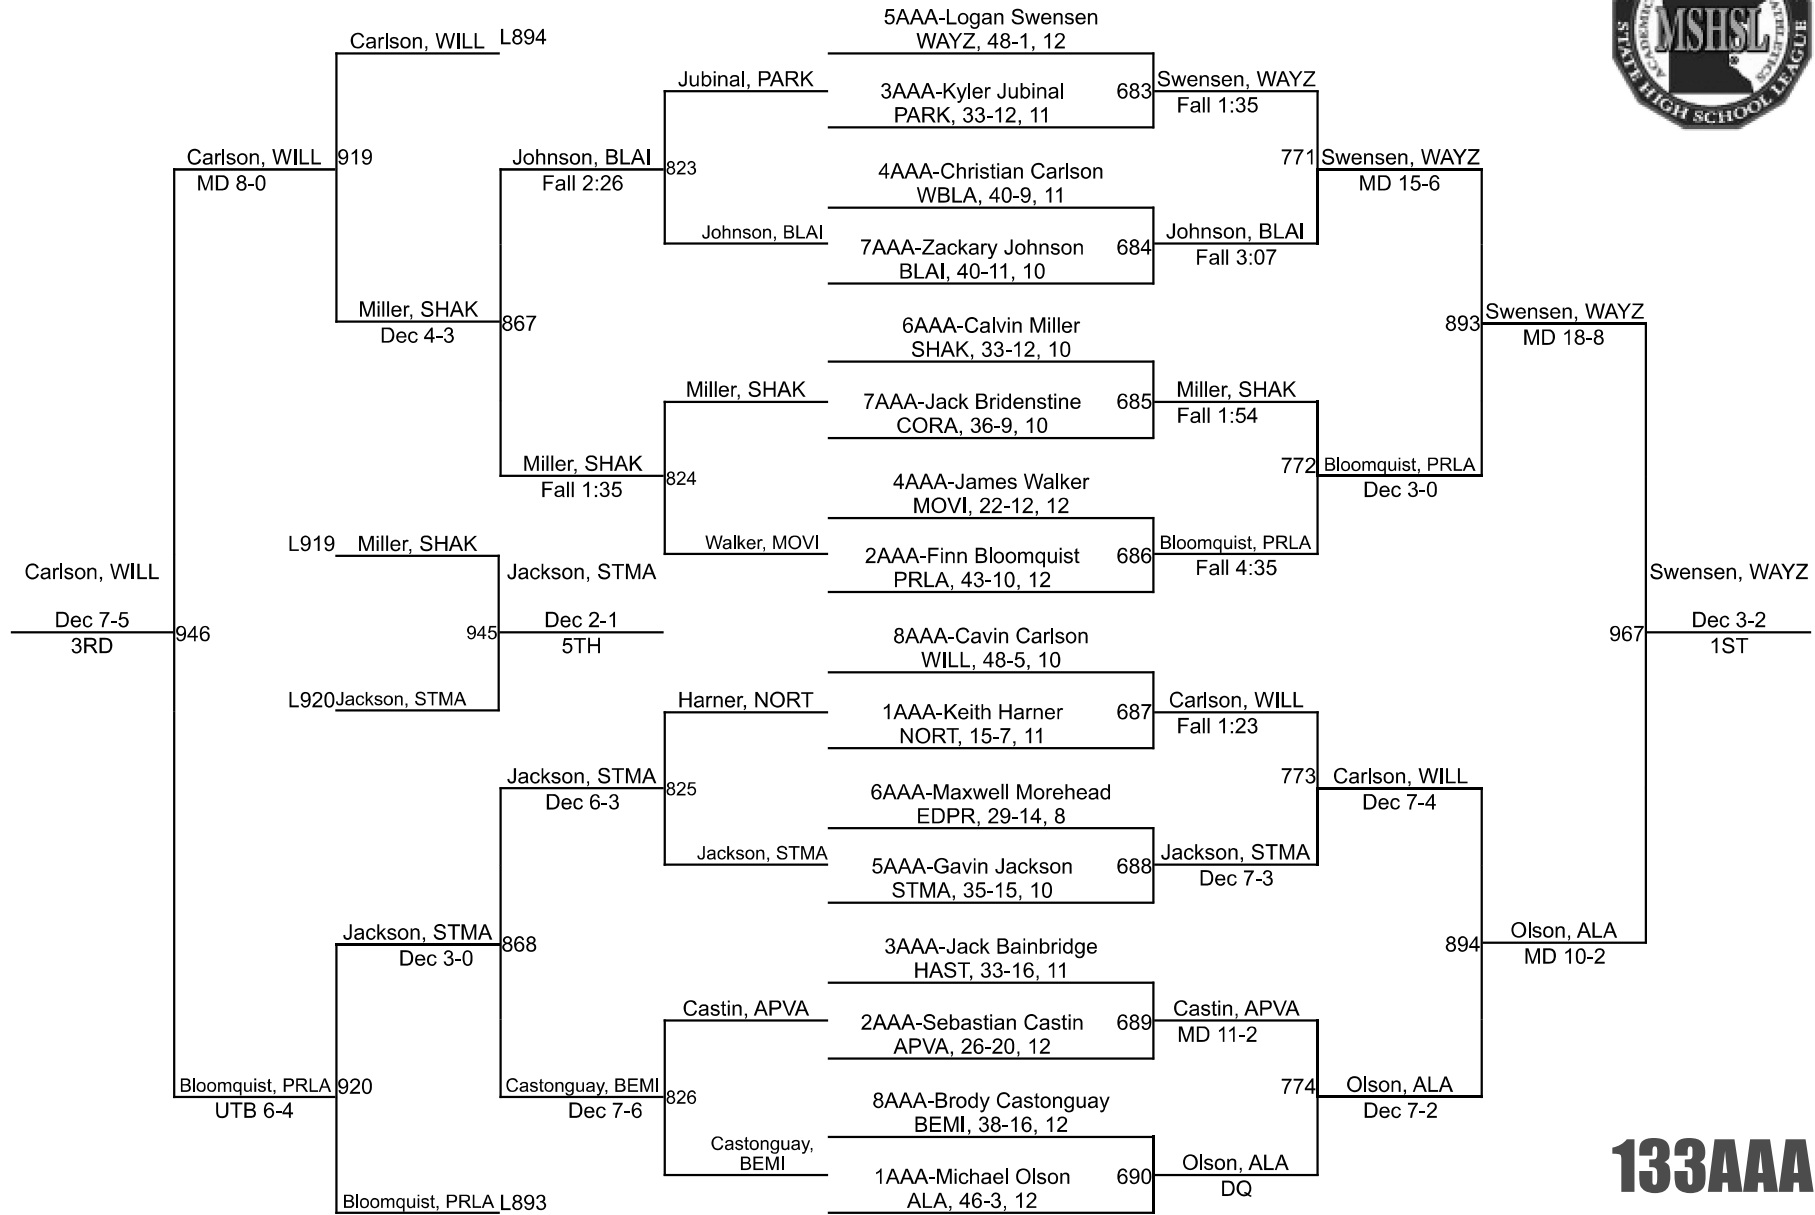 Carlson, WILL L894
Carlson, WILL 919
MD 8-0
Miller, SHAK
Dec 4-3
867
Johnson, BLAI
Fall 2:26
823
Jubinal, PARK
Johnson, BLAI
Miller, SHAK
Fall 1:35
824
Miller, SHAK
Walker, MOVI
L919 Miller, SHAK
L920 Jackson, STMA
Jackson, STMA
945 Dec 2-1
5TH
Carlson, WILL
Dec 7-5
3RD
946
Jackson, STMA
Dec 6-3
825
Harner, NORT
Jackson, STMA
Jackson, STMA
Dec 3-0
868
Castonguay, BEMI
Dec 7-6
826
Castin, APVA
Castonguay,
BEMI
Bloomquist, PRLA 920
UTB 6-4
Bloomquist, PRLA L893
5AAA-Logan Swensen
WAYZ, 48-1, 12
3AAA-Kyler Jubinal
PARK, 33-12, 11
683
4AAA-Christian Carlson
WBLA, 40-9, 11
7AAA-Zackary Johnson
BLAI, 40-11, 10
684
6AAA-Calvin Miller
SHAK, 33-12, 10
7AAA-Jack Bridenstine
CORA, 36-9, 10
685
4AAA-James Walker
MOVI, 22-12, 12
2AAA-Finn Bloomquist
PRLA, 43-10, 12
686
8AAA-Cavin Carlson
WILL, 48-5, 10
1AAA-Keith Harner
NORT, 15-7, 11
687
6AAA-Maxwell Morehead
EDPR, 29-14, 8
5AAA-Gavin Jackson
STMA, 35-15, 10
688
3AAA-Jack Bainbridge
HAST, 33-16, 11
2AAA-Sebastian Castin
APVA, 26-20, 12
689
8AAA-Brody Castonguay
BEMI, 38-16, 12
1AAA-Michael Olson
ALA, 46-3, 12
690
Swensen, WAYZ
Fall 1:35
Johnson, BLAI
Fall 3:07
Miller, SHAK
Fall 1:54
Bloomquist, PRLA
Fall 4:35
Carlson, WILL
Fall 1:23
Jackson, STMA
Dec 7-3
Castin, APVA
MD 11-2
Olson, ALA
DQ
771 Swensen, WAYZ
MD 15-6
772 Bloomquist, PRLA
Dec 3-0
773 Carlson, WILL
Dec 7-4
774 Olson, ALA
Dec 7-2
893 Swensen, WAYZ
MD 18-8
894 Olson, ALA
MD 10-2
Swensen, WAYZ
967 Dec 3-2
1ST
MSHSL
STATE HIGH SCHOOL LEAGUE
133AAA